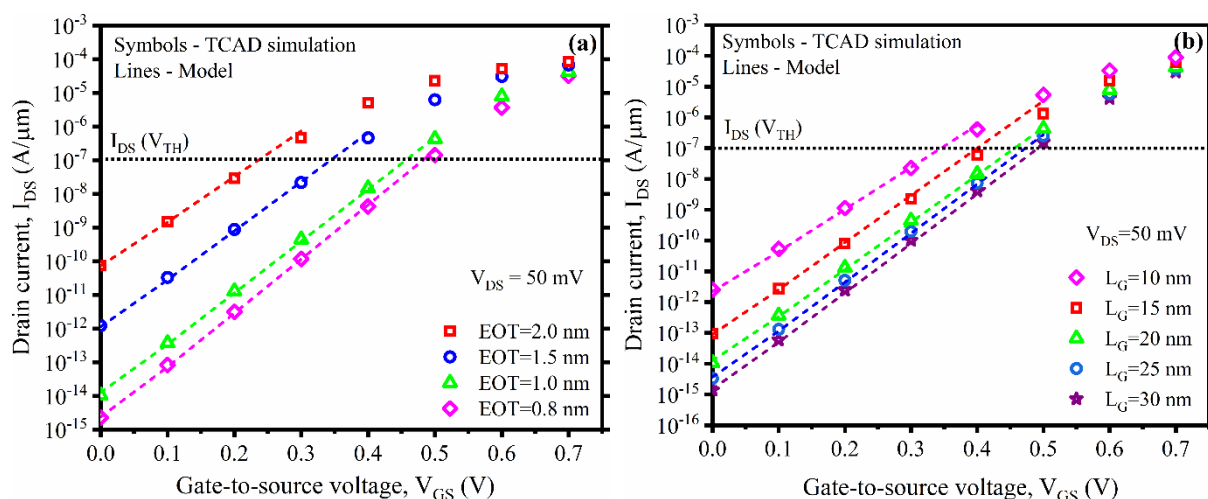 (a)
Symbols - TCAD simulation
Lines - Model
I_DS (V_TH)
V_DS = 50 mV
EOT=2.0 nm
EOT=1.5 nm
EOT=1.0 nm
EOT=0.8 nm
Drain current, I_DS (A/μm)
10^-3
10^-4
10^-5
10^-6
10^-7
10^-8
10^-9
10^-10
10^-11
10^-12
10^-13
10^-14
10^-15
0.0 0.1 0.2 0.3 0.4 0.5 0.6 0.7
Gate-to-source voltage, V_GS (V)
(b)
Symbols - TCAD simulation
Lines - Model
I_DS (V_TH)
V_DS=50 mV
L_G=10 nm
L_G=15 nm
L_G=20 nm
L_G=25 nm
L_G=30 nm
Drain current, I_DS (A/μm)
10^-3
10^-4
10^-5
10^-6
10^-7
10^-8
10^-9
10^-10
10^-11
10^-12
10^-13
10^-14
10^-15
10^-16
0.0 0.1 0.2 0.3 0.4 0.5 0.6 0.7
Gate-to-source voltage, V_GS (V)